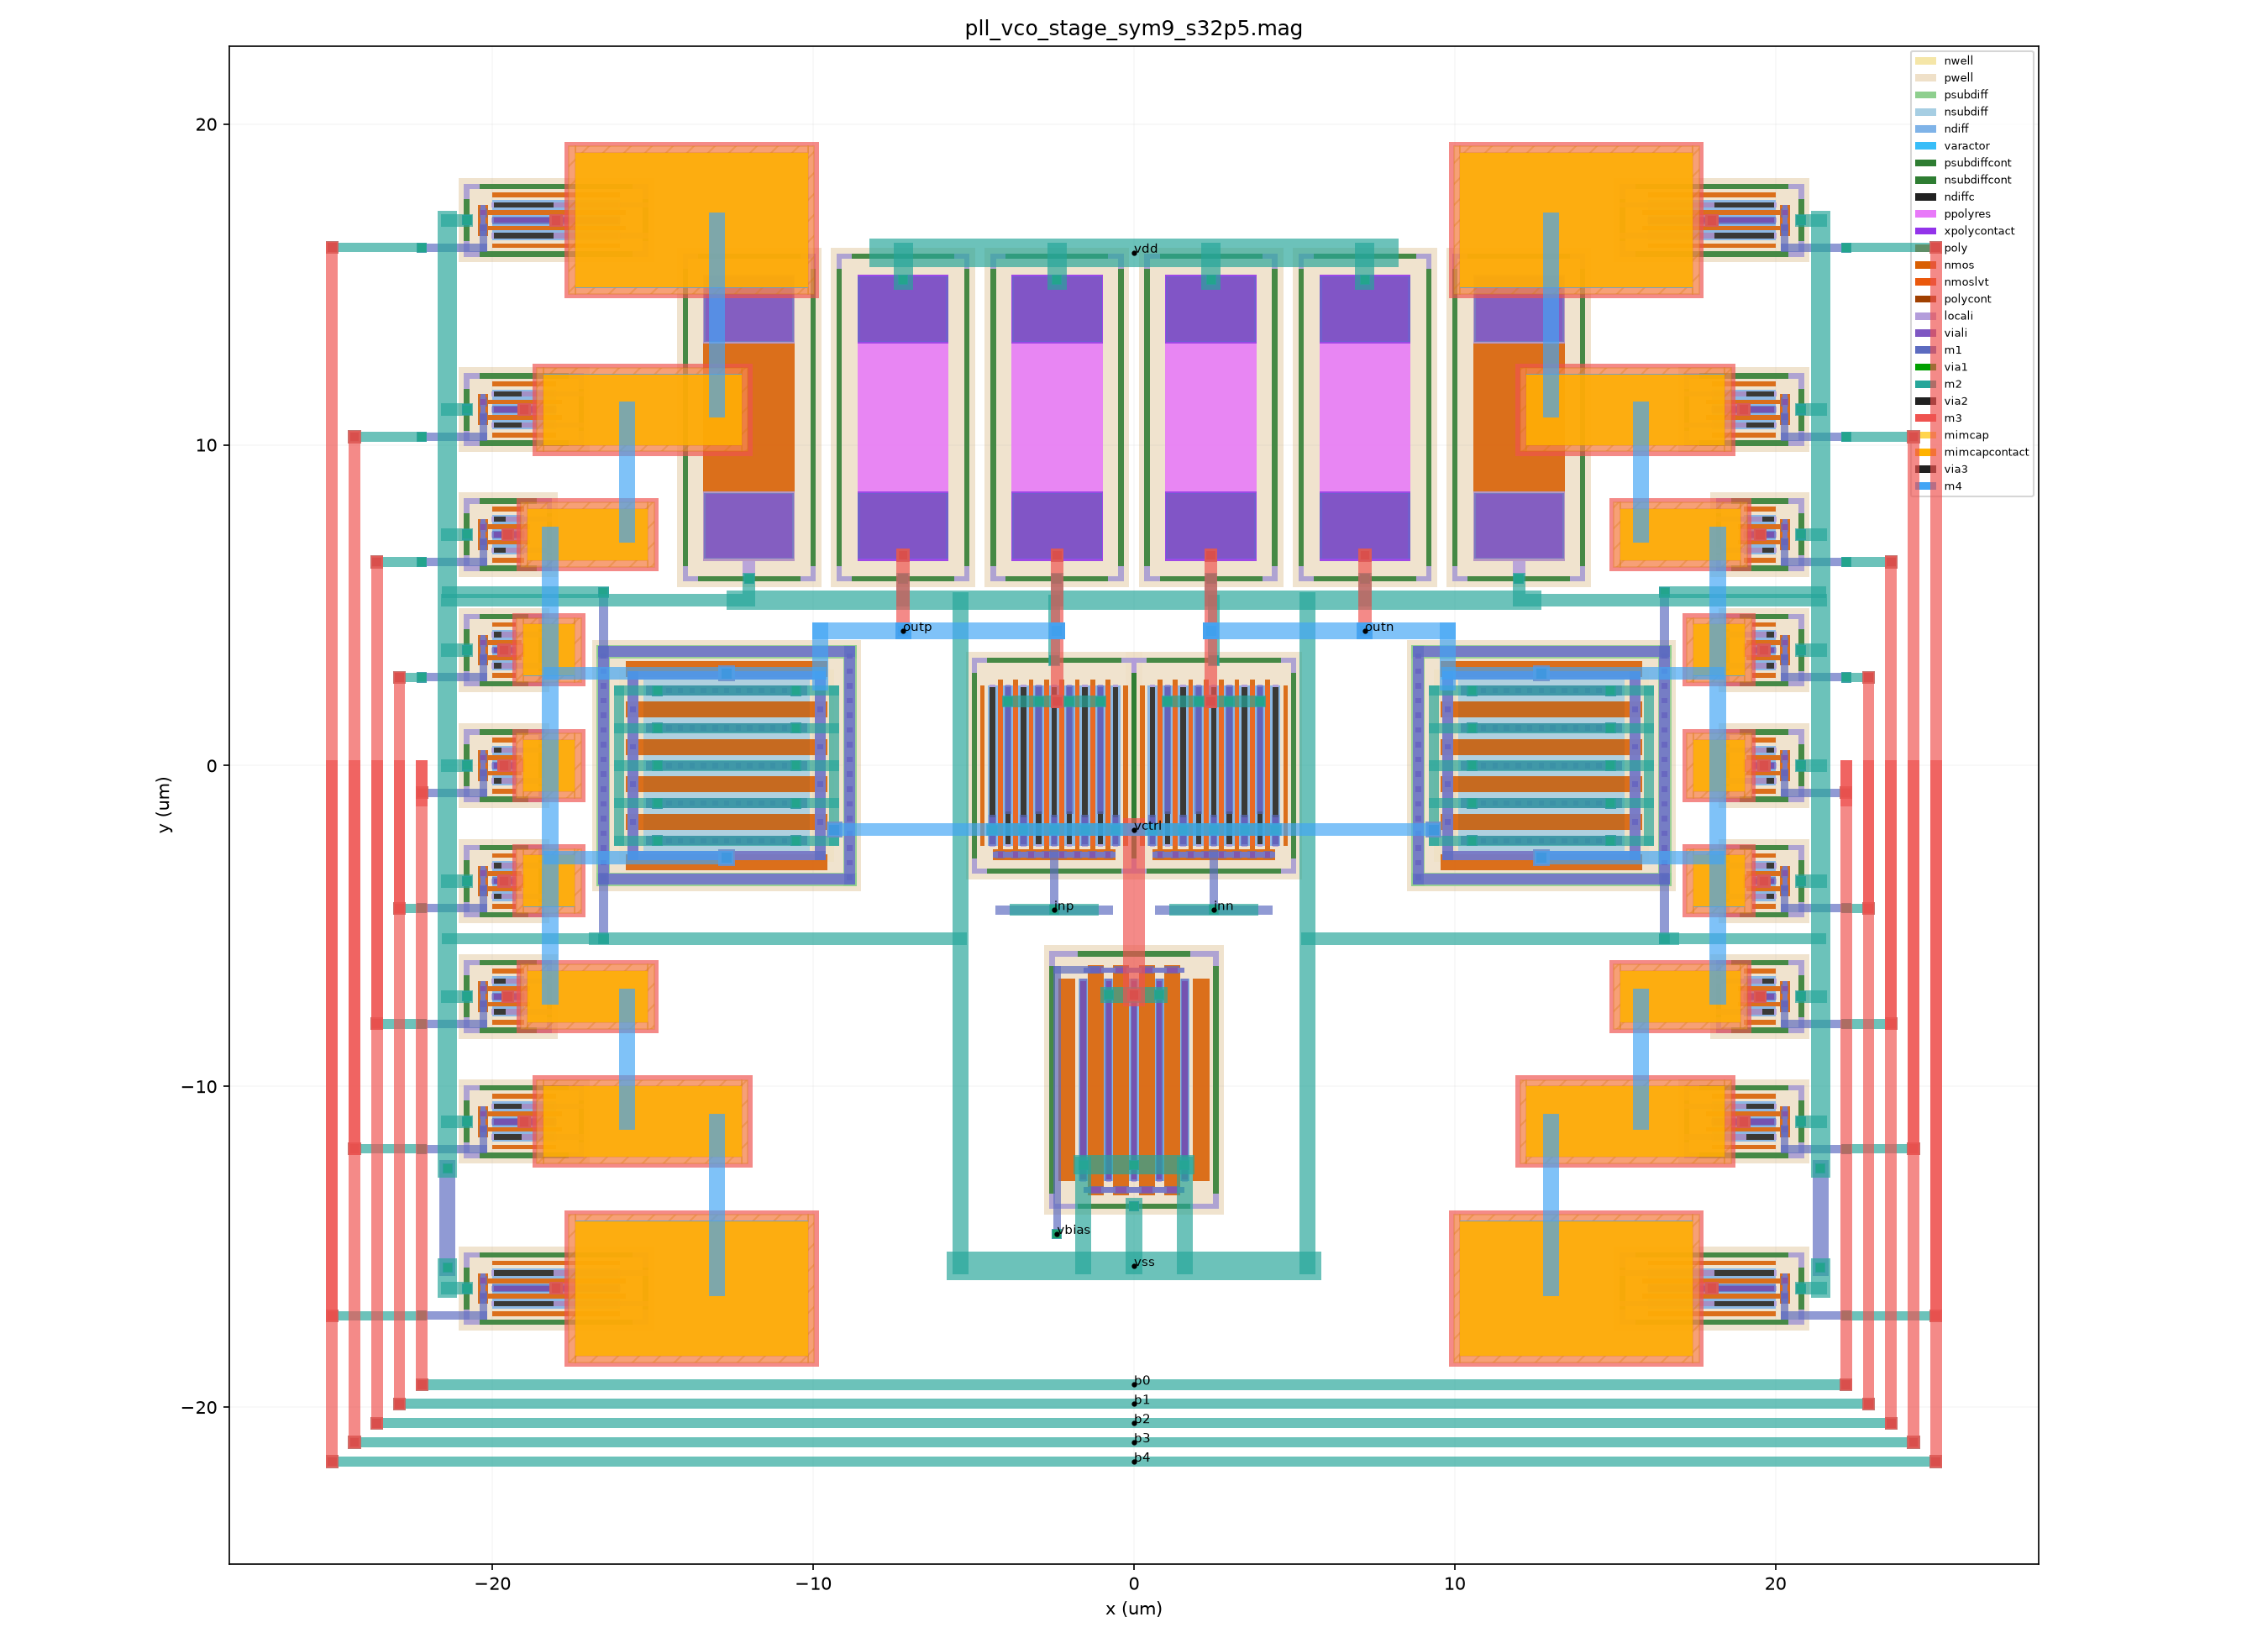 pll_vco_stage_sym9_s32p5.mag
nwell
pwell
psubdiff
nsubdiff
ndiff
varactor
psubdiffcont
nsubdiffcont
ndiffc
ppolyres
xpolycontact
poly
nmos
nmoslvt
polycont
locali
viali
m1
via1
m2
via2
m3
mimcap
mimcapcontact
via3
m4
20
10
0
−10
−20
y (um)
vdd
outp
outn
vctrl
inp
inn
vbias
vss
b0
b1
b2
b3
b4
−20
−10
0
10
20
x (um)